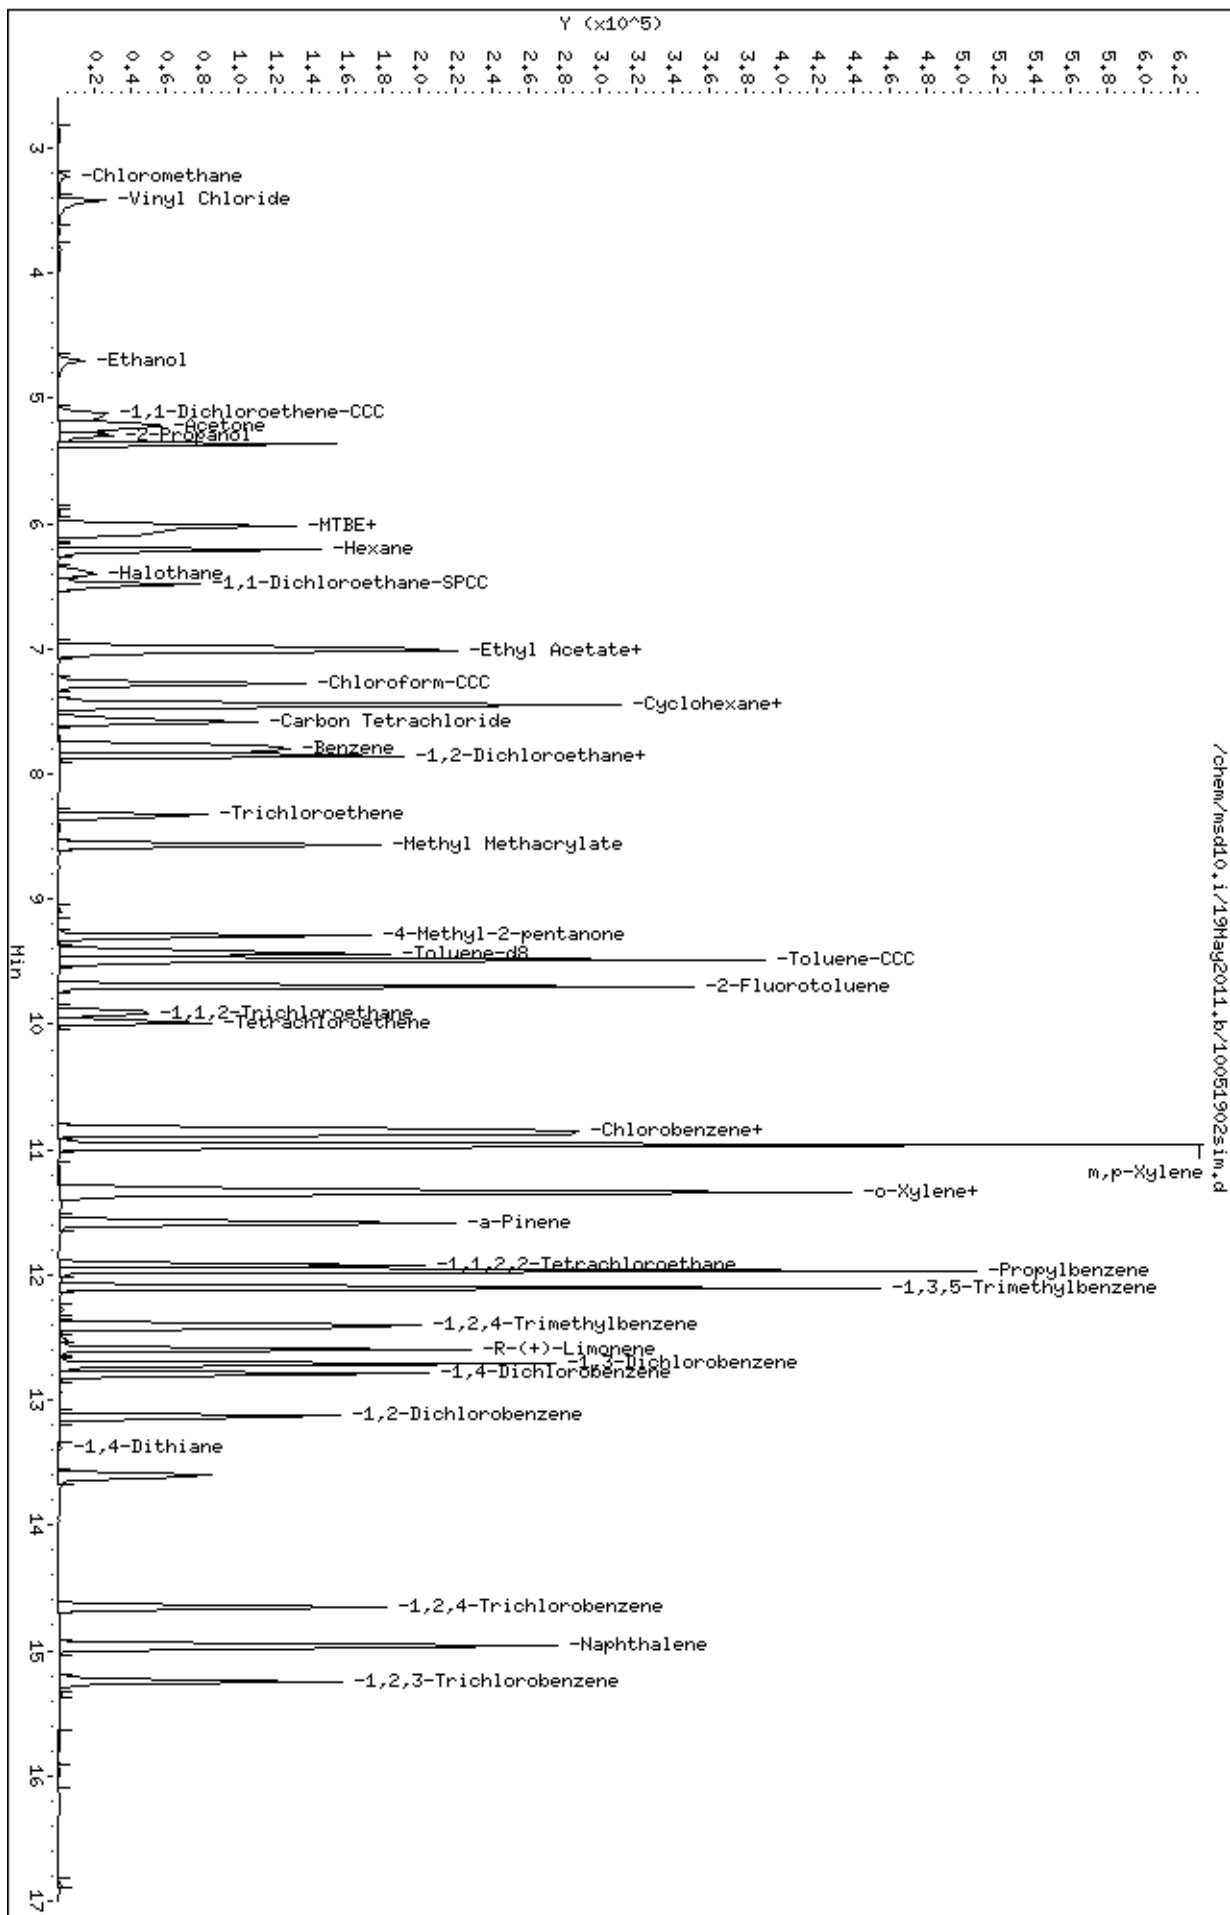 Y (x10^5)
0.2
0.4
0.6
0.8
1.0
1.2
1.4
1.6
1.8
2.0
2.2
2.4
2.6
2.8
3.0
3.2
3.4
3.6
3.8
4.0
4.2
4.4
4.6
4.8
5.0
5.2
5.4
5.6
5.8
6.0
6.2
/chem/msd10.i/19May2011.b/10051902sim.d
3
-Chloromethane
-Vinyl Chloride
4
-Ethanol
5
-1,1-Dichloroethene-CCC
-Acetone
-2-Propanol
6
-MTBE+
-Hexane
-Halothane
-1,1-Dichloroethane-SPCC
7
-Ethyl Acetate+
-Chloroform-CCC
-Cyclohexane+
-Carbon Tetrachloride
-Benzene
-1,2-Dichloroethane+
8
-Trichloroethene
-Methyl Methacrylate
9
-4-Methyl-2-pentanone
-Toluene-d8
-Toluene-CCC
-2-Fluorotoluene
-1,1,2-Trichloroethane
-Tetrachloroethene
10
-Chlorobenzene+
11
m,p-Xylene
-o-Xylene+
-a-Pinene
-1,1,2,2-Tetrachloroethane
-Propylbenzene
12
-1,3,5-Trimethylbenzene
-1,2,4-Trimethylbenzene
-R-(+)-Limonene
-1,3-Dichlorobenzene
-1,4-Dichlorobenzene
13
-1,2-Dichlorobenzene
-1,4-Dithiane
14
-1,2,4-Trichlorobenzene
-Naphthalene
15
-1,2,3-Trichlorobenzene
16
17
Min